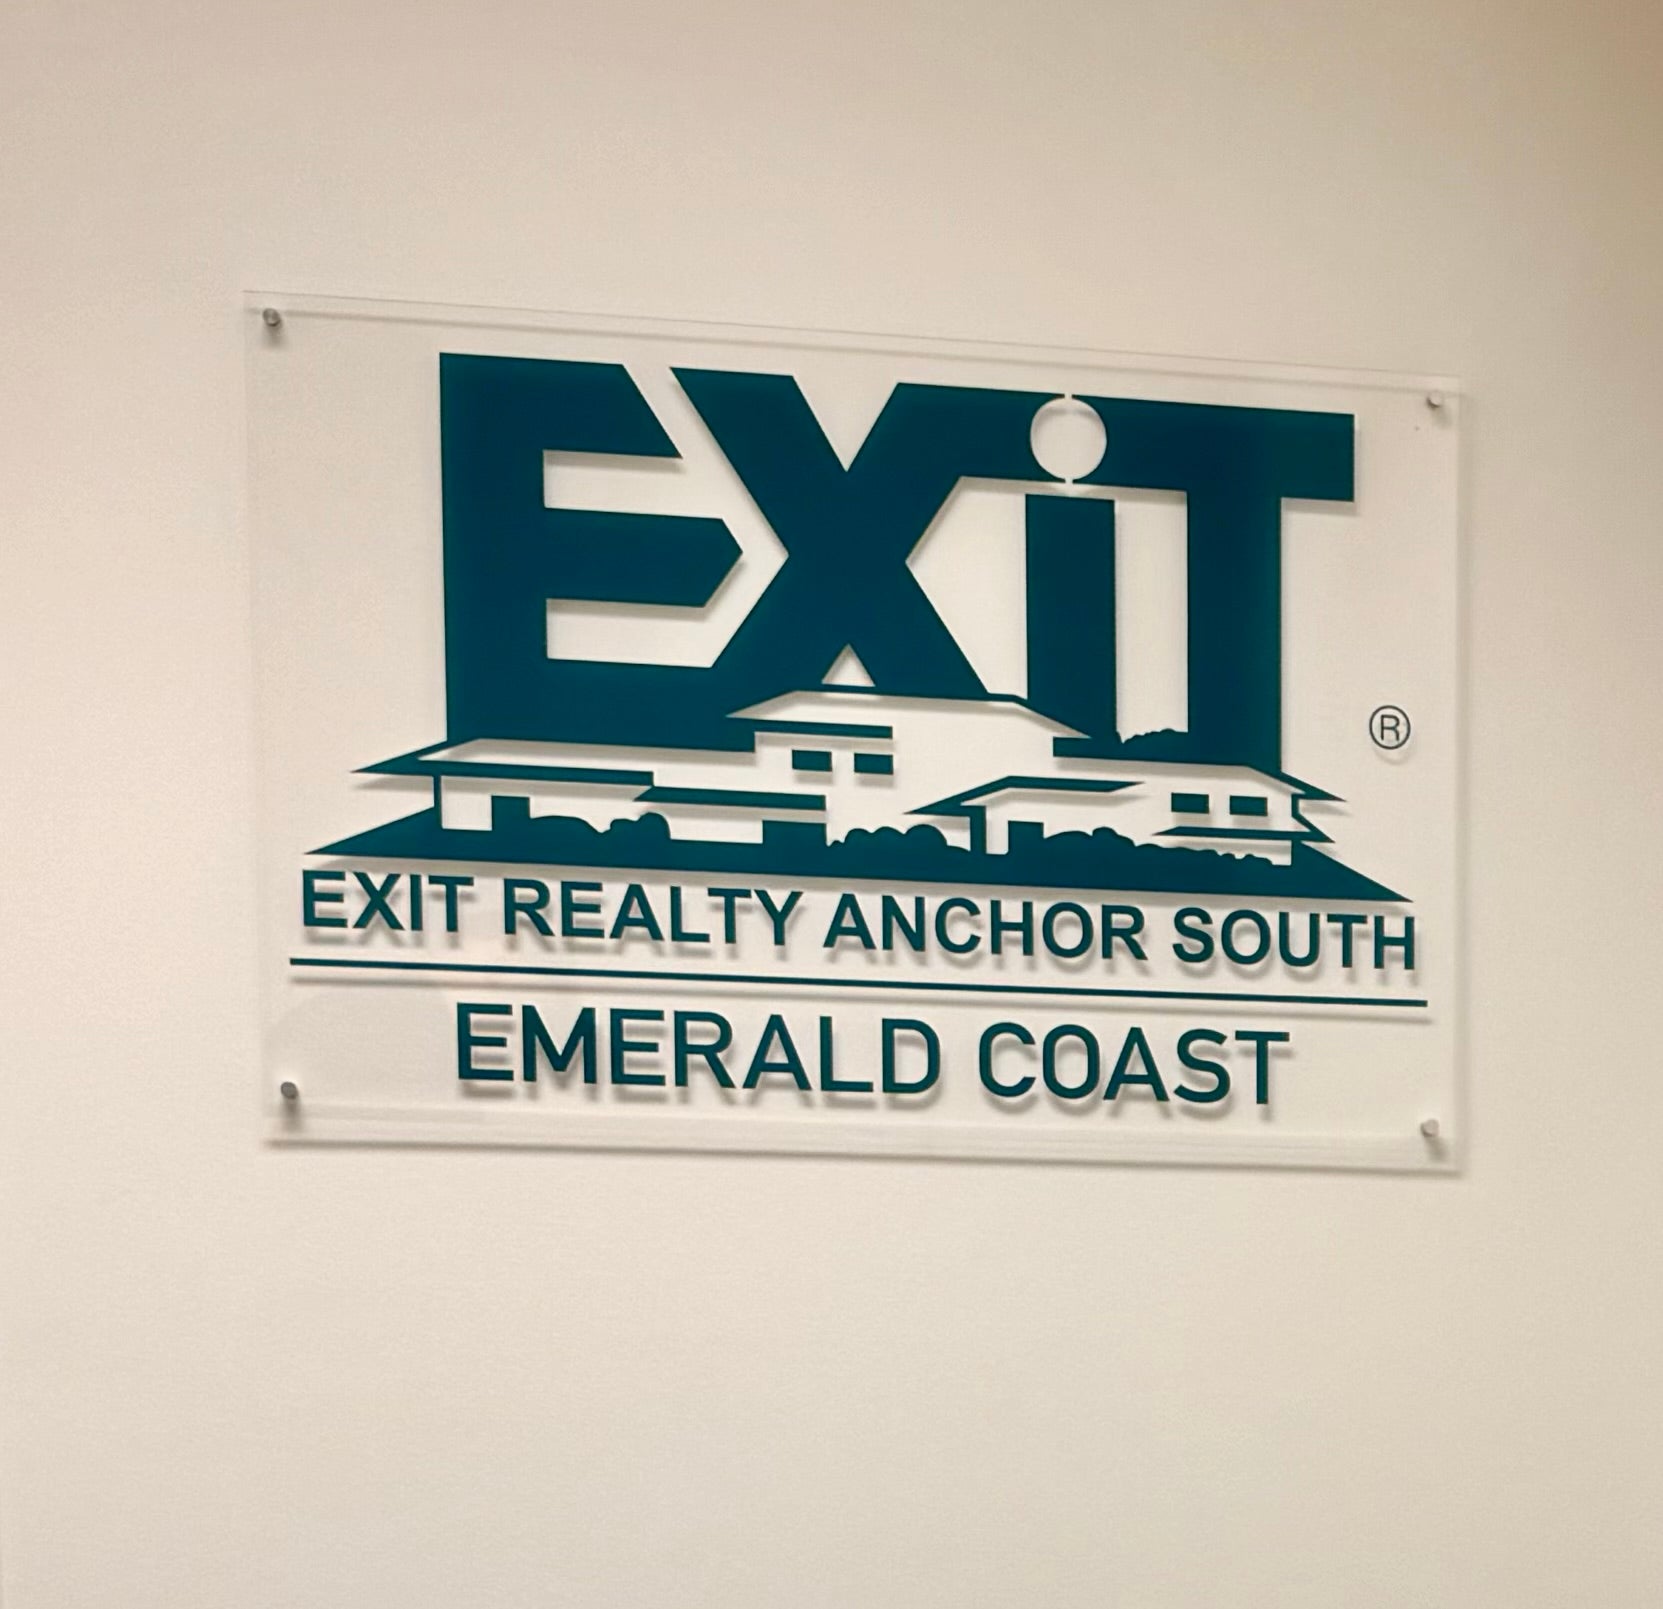 EXiT
®
EXIT REALTY ANCHOR SOUTH
EMERALD COAST